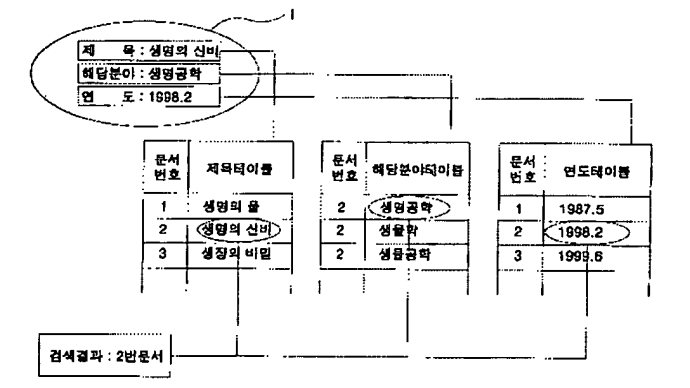 1
제 목 : 생명의 신비
해당분야 : 생명공학
연 도 : 1998.2
문서 번호 제목테이블
1 생명의 율
2 생명의 신비
3 생장의 비밀
문서 번호 해당분야테이블
2 생명공학
2 생물학
2 생물공학
문서 번호 연도테이블
1 1987.5
2 1998.2
3 1999.6
검색결과 : 2번문서